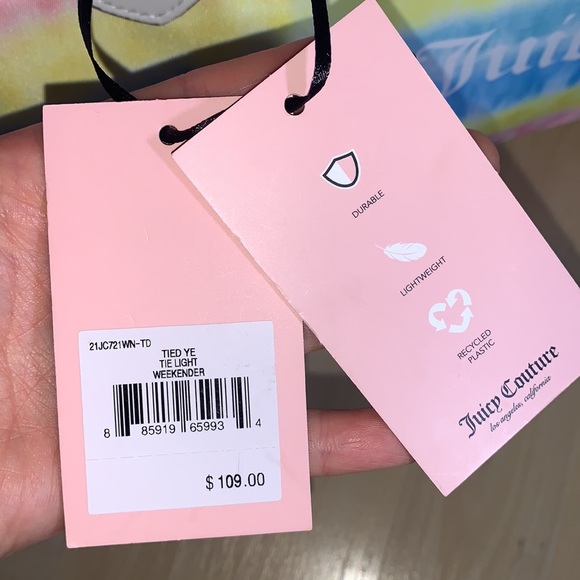 Juic
21JC721WN-TD
TIED YE
TIE LIGHT
WEEKENDER
8 85919 65993 4
$ 109.00
DURABLE
LIGHTWEIGHT
RECYCLED
PLASTIC
Juicy Couture
los angeles, california